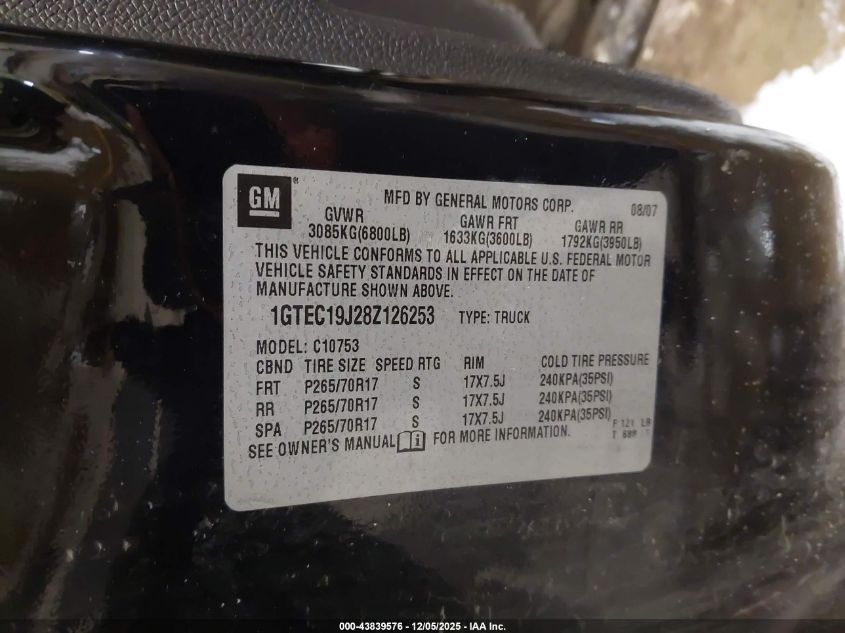 GM®
MFD BY GENERAL MOTORS CORP. 08/07
GVWR GAWR FRT GAWR RR
3085KG(6800LB) 1633KG(3600LB) 1792KG(3950LB)
THIS VEHICLE CONFORMS TO ALL APPLICABLE U.S. FEDERAL MOTOR
VEHICLE SAFETY STANDARDS IN EFFECT ON THE DATE OF
MANUFACTURE SHOWN ABOVE.
1GTEC19J28Z126253 TYPE: TRUCK
MODEL: C10753
CBND TIRE SIZE SPEED RTG RIM COLD TIRE PRESSURE
FRT P265/70R17 S 17X7.5J 240KPA(35PSI)
RR P265/70R17 S 17X7.5J 240KPA(35PSI)
SPA P265/70R17 S 17X7.5J 240KPA(35PSI)
F 121 LB
SEE OWNER'S MANUAL i FOR MORE INFORMATION.
000-43839576 - 12/05/2025 - IAA Inc.